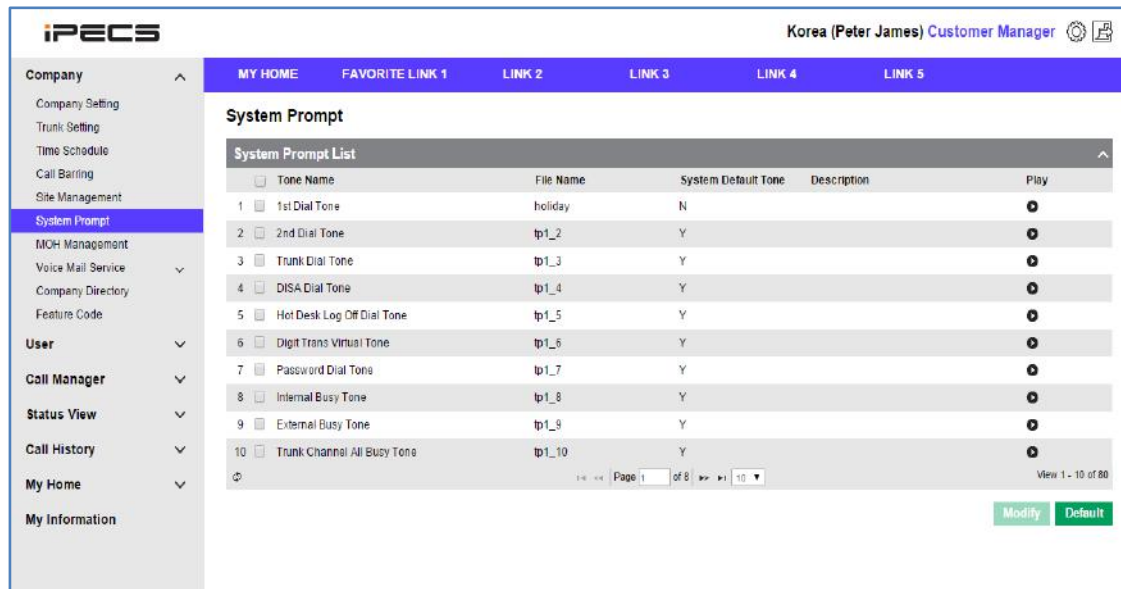 iPECS
Korea (Peter James) Customer Manager
Company
Company Setting
Trunk Setting
Time Schedule
Call Barring
Site Management
System Prompt
MOH Management
Voice Mail Service
Company Directory
Feature Code
User
Call Manager
Status View
Call History
My Home
My Information
MY HOME FAVORITE LINK 1 LINK 2 LINK 3 LINK 4 LINK 5
System Prompt
System Prompt List
Tone Name File Name System Default Tone Description Play
1 1st Dial Tone holiday N
2 2nd Dial Tone tp1_2 Y
3 Trunk Dial Tone tp1_3 Y
4 DISA Dial Tone tp1_4 Y
5 Hot Desk Log Off Dial Tone tp1_5 Y
6 Digit Trans Virtual Tone tp1_6 Y
7 Password Dial Tone tp1_7 Y
8 Internal Busy Tone tp1_8 Y
9 External Busy Tone tp1_9 Y
10 Trunk Channel All Busy Tone tp1_10 Y
Page 1 of 8 10 View 1 - 10 of 80
Modify Default